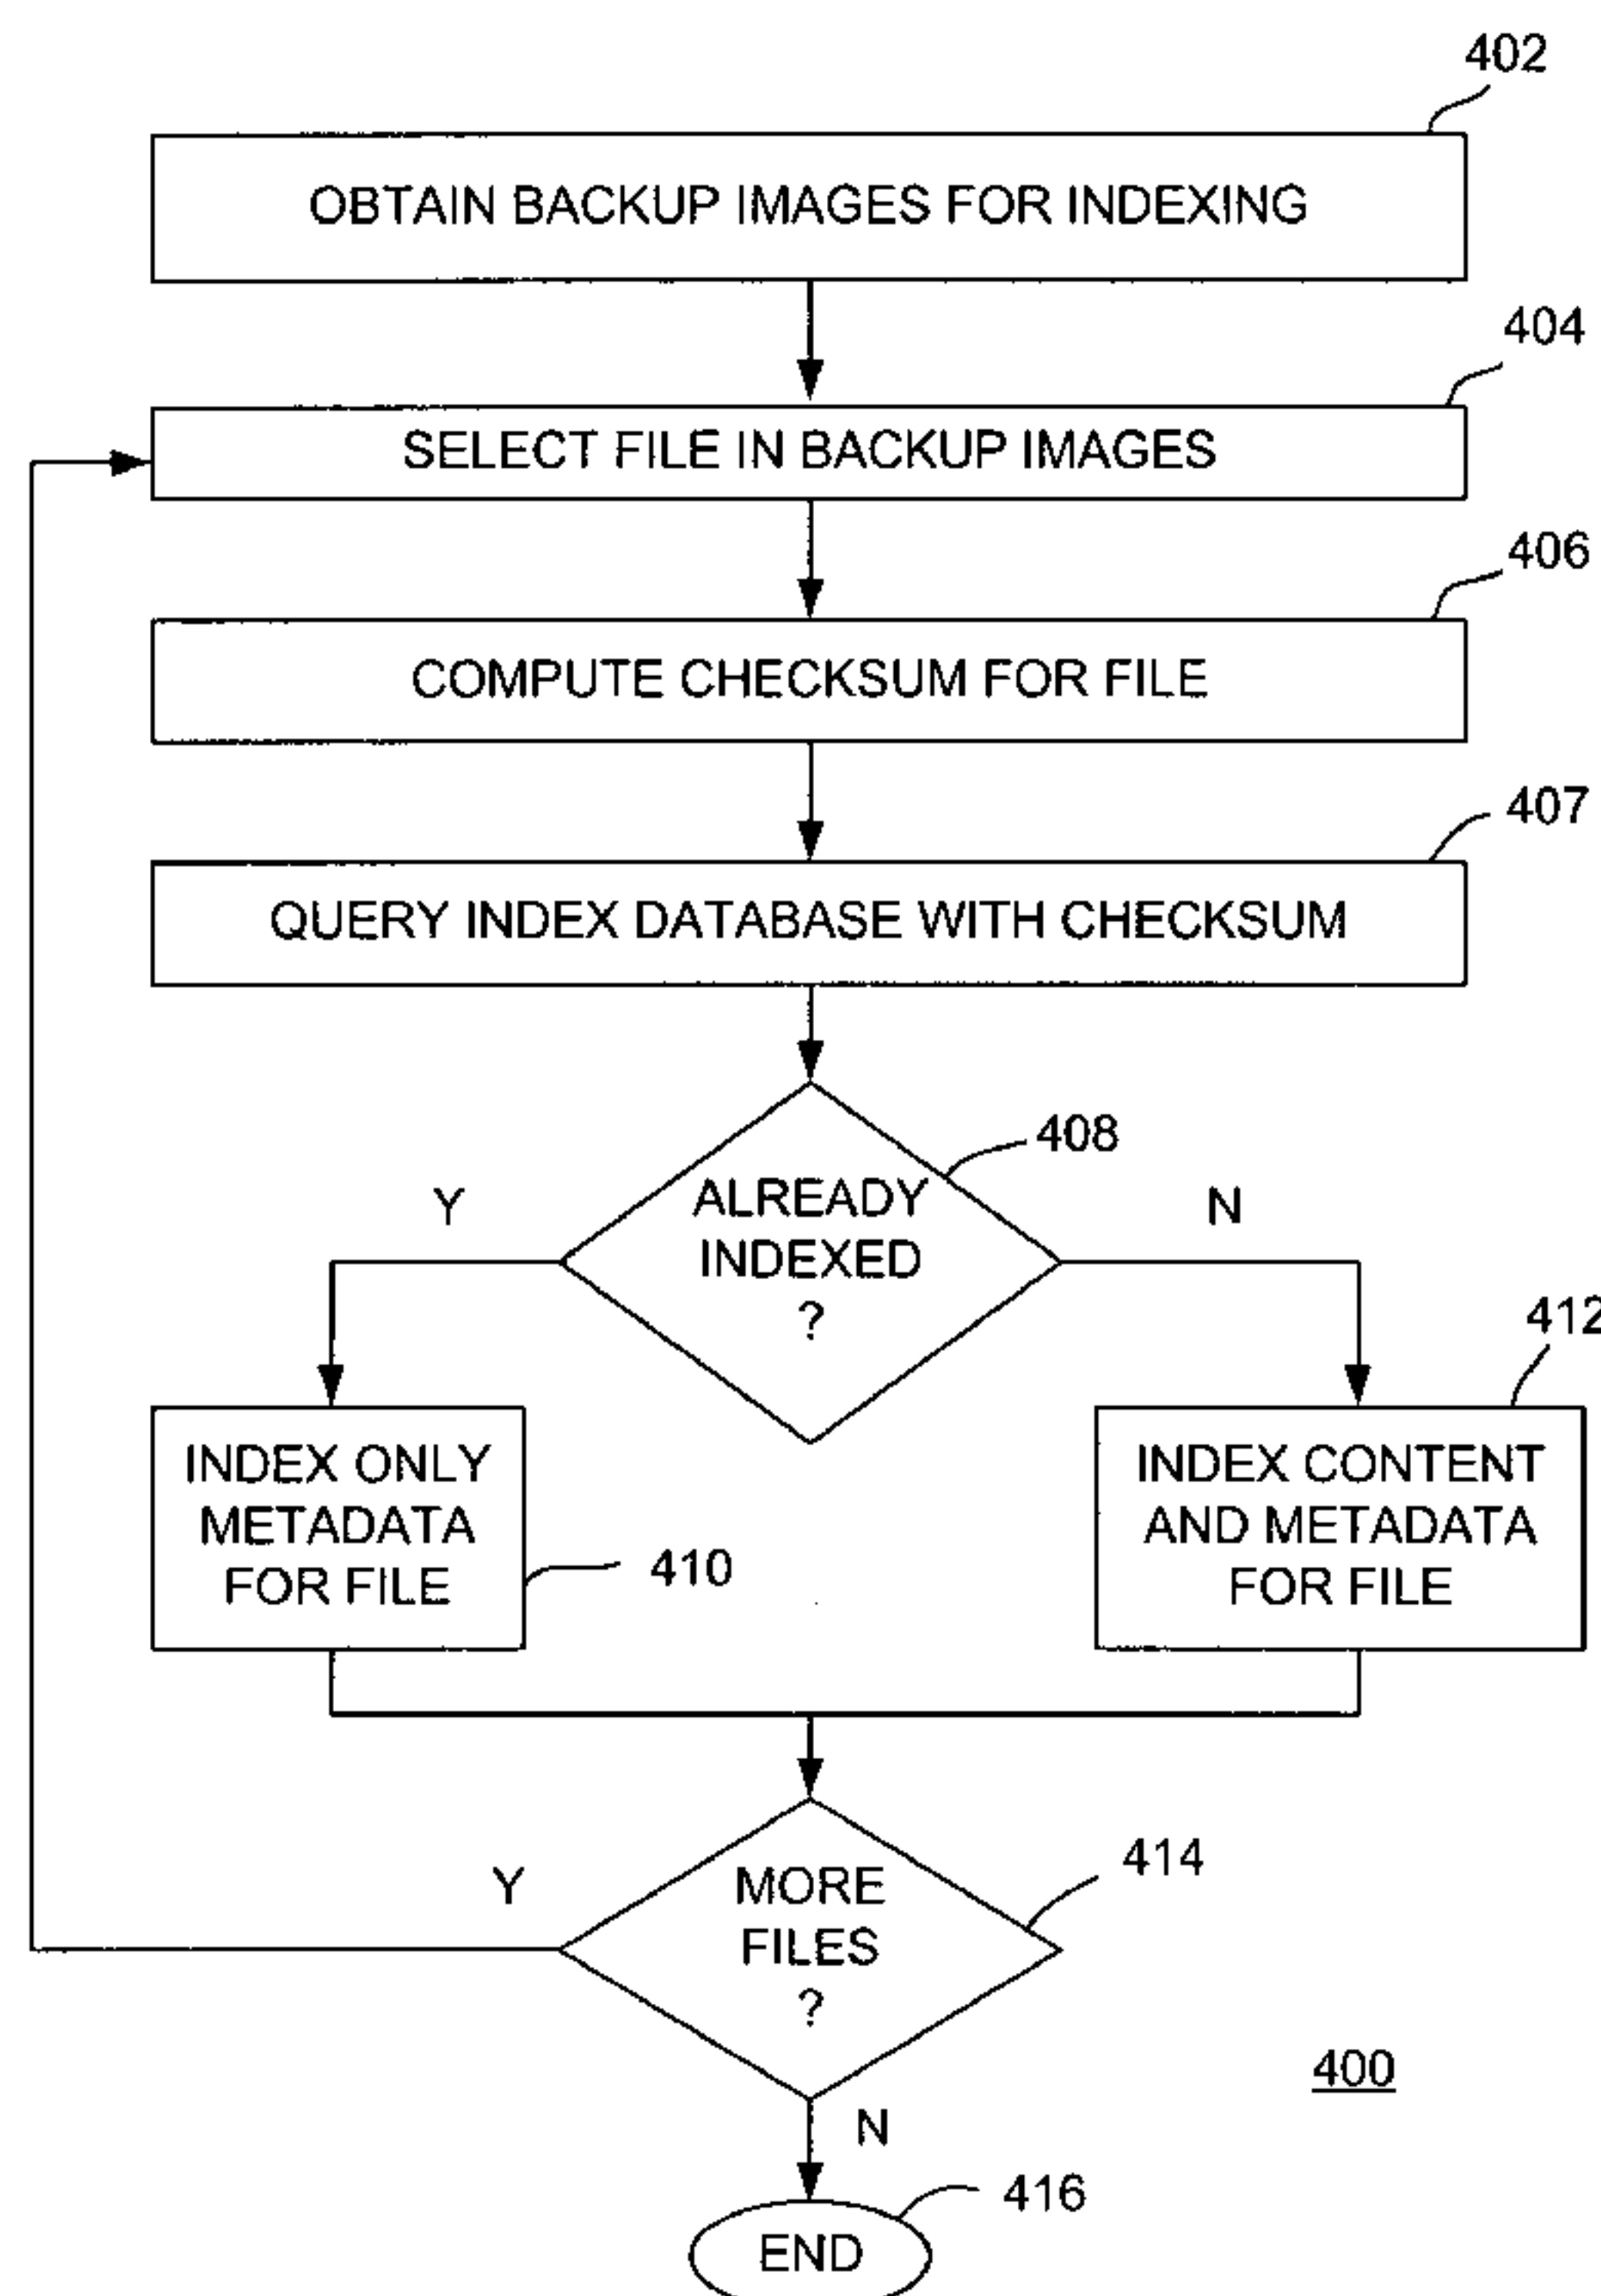 402
OBTAIN BACKUP IMAGES FOR INDEXING
404
SELECT FILE IN BACKUP IMAGES
406
COMPUTE CHECKSUM FOR FILE
407
QUERY INDEX DATABASE WITH CHECKSUM
408
ALREADY
INDEXED
?
Y
N
412
INDEX ONLY
METADATA
FOR FILE
410
INDEX CONTENT
AND METADATA
FOR FILE
414
MORE
FILES
?
Y
400
N
416
END